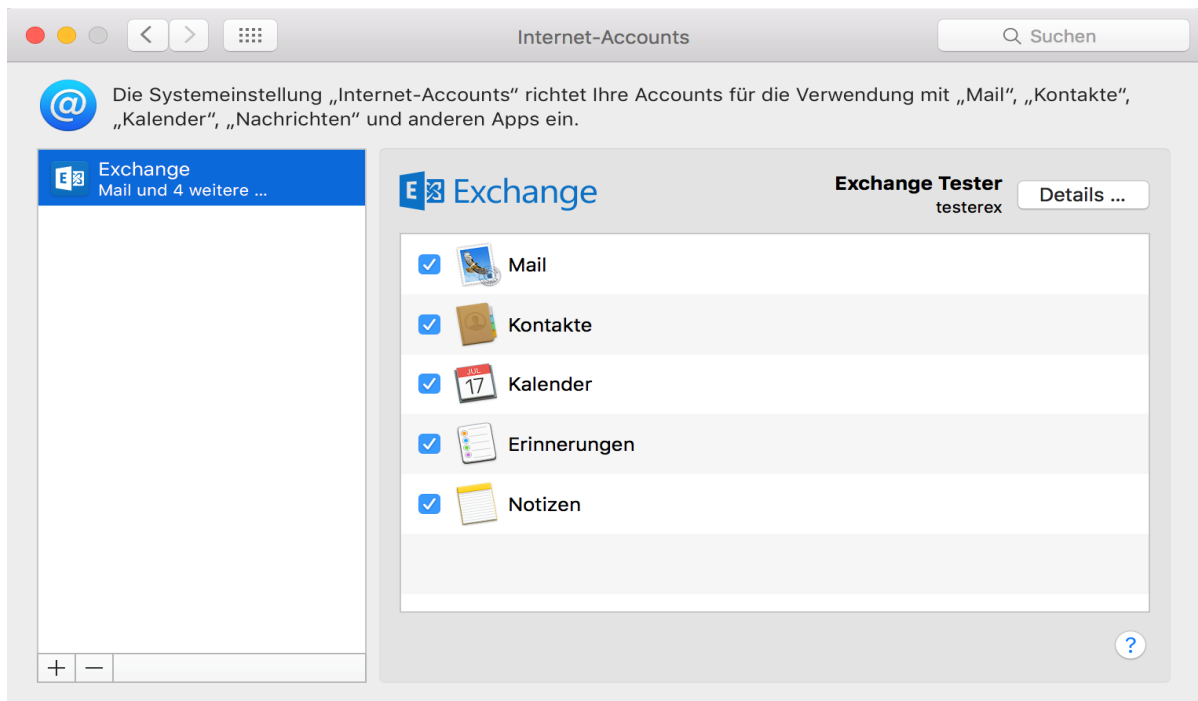 Internet-Accounts
Suchen
Die Systemeinstellung „Internet-Accounts“ richtet Ihre Accounts für die Verwendung mit „Mail“, „Kontakte“,
„Kalender“, „Nachrichten“ und anderen Apps ein.
Exchange
Mail und 4 weitere ...
E Exchange
Exchange Tester
testerex
Details ...
Mail
Kontakte
JUL
17
Kalender
Erinnerungen
Notizen
?